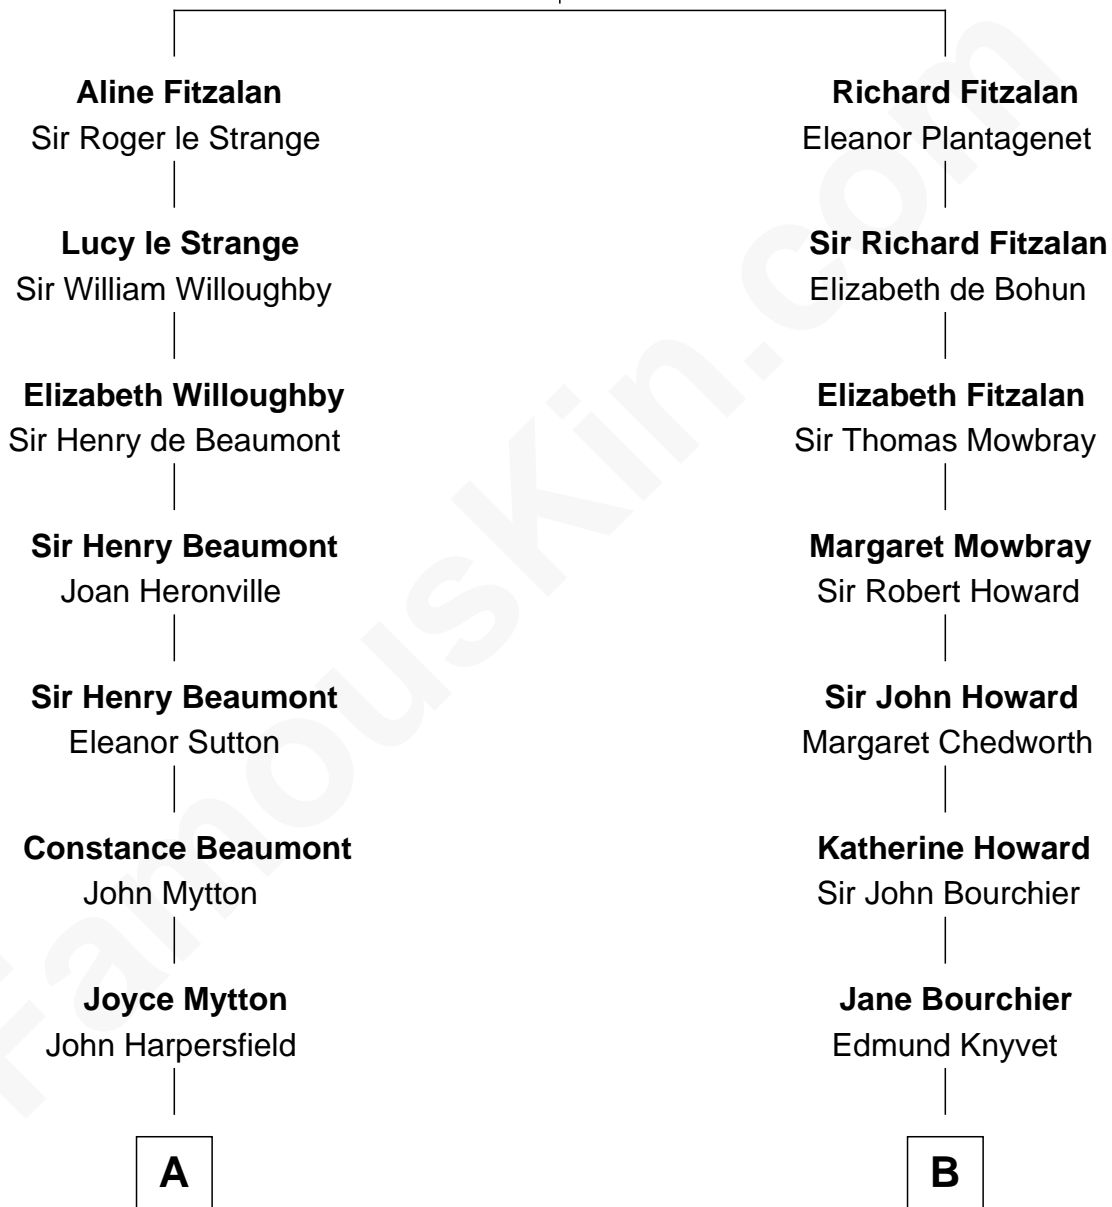 Aline Fitzalan
Sir Roger le Strange
Lucy le Strange
Sir William Willoughby
Elizabeth Willoughby
Sir Henry de Beaumont
Sir Henry Beaumont
Joan Heronville
Sir Henry Beaumont
Eleanor Sutton
Constance Beaumont
John Mytton
Joyce Mytton
John Harpersfield
A
Richard Fitzalan
Eleanor Plantagenet
Sir Richard Fitzalan
Elizabeth de Bohun
Elizabeth Fitzalan
Sir Thomas Mowbray
Margaret Mowbray
Sir Robert Howard
Sir John Howard
Margaret Chedworth
Katherine Howard
Sir John Bourchier
Jane Bourchier
Edmund Knyvet
B
FamousKin.com